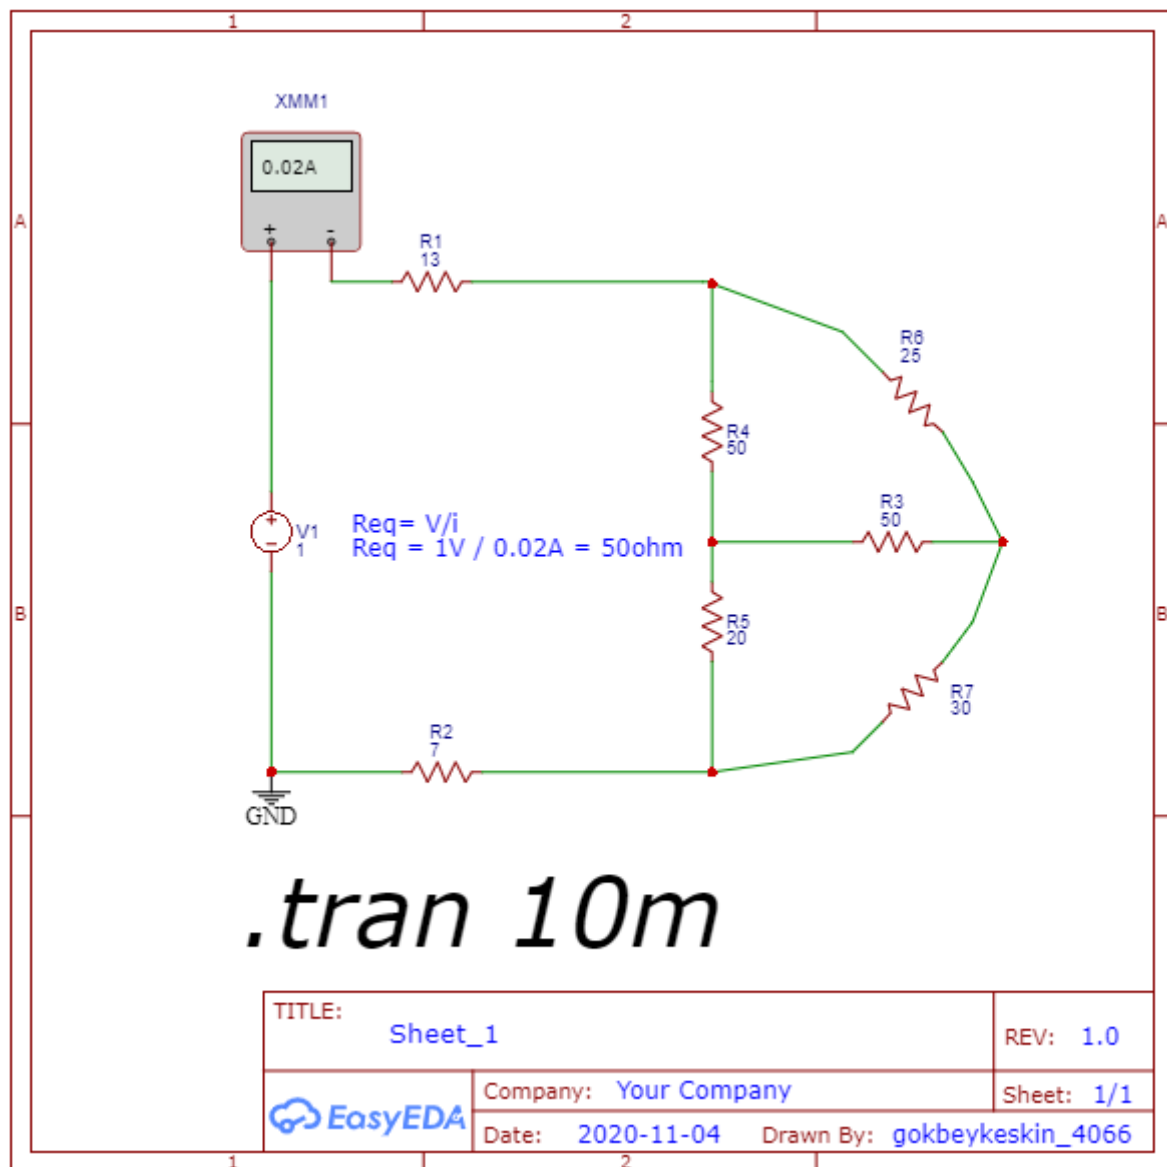 1
2
XMM1
0.02A
+ -
A
A
R1
13
R6
25
R4
50
R3
50
V1
1
+
-
Req= V/i
Req = 1V / 0.02A = 50ohm
B
B
R5
20
R7
30
R2
7
GND
.tran 10m
TITLE:
Sheet_1
REV: 1.0
EasyEDA
Company: Your Company
Sheet: 1/1
Date: 2020-11-04 Drawn By: gokbeykeskin_4066
1
2